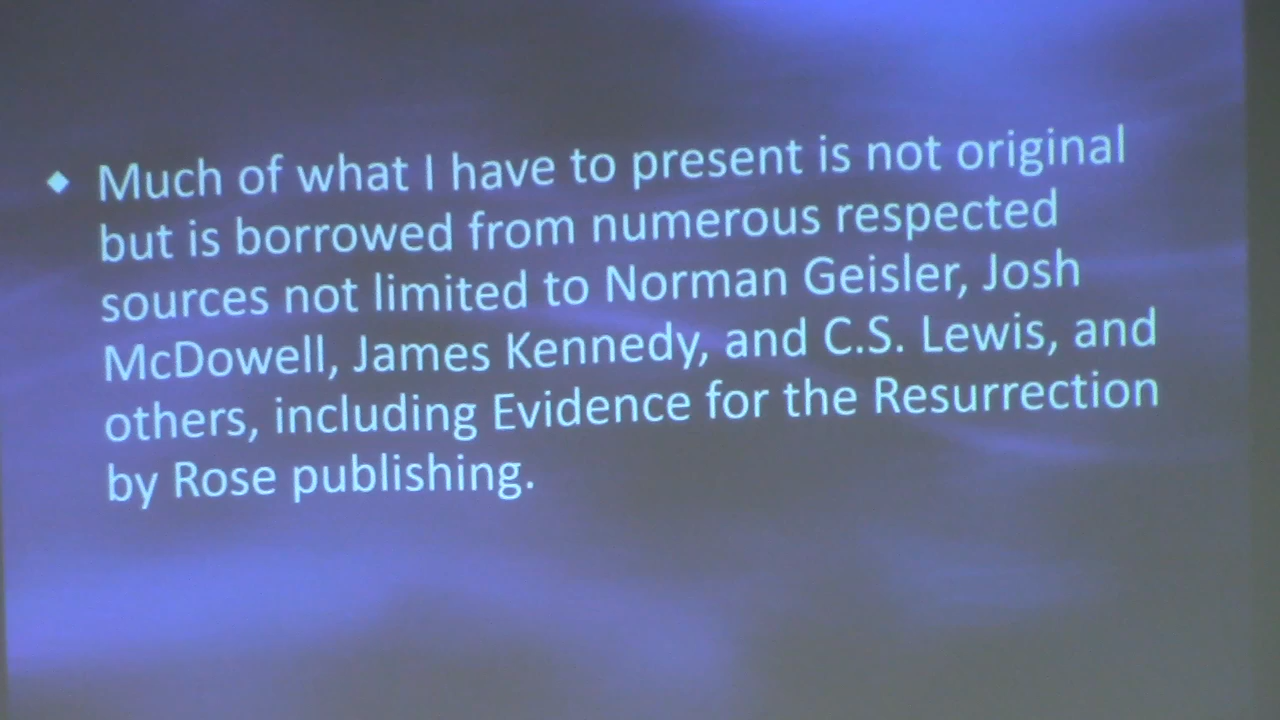 ◆ Much of what I have to present is not original
but is borrowed from numerous respected
sources not limited to Norman Geisler, Josh
McDowell, James Kennedy, and C.S. Lewis, and
others, including Evidence for the Resurrection
by Rose publishing.